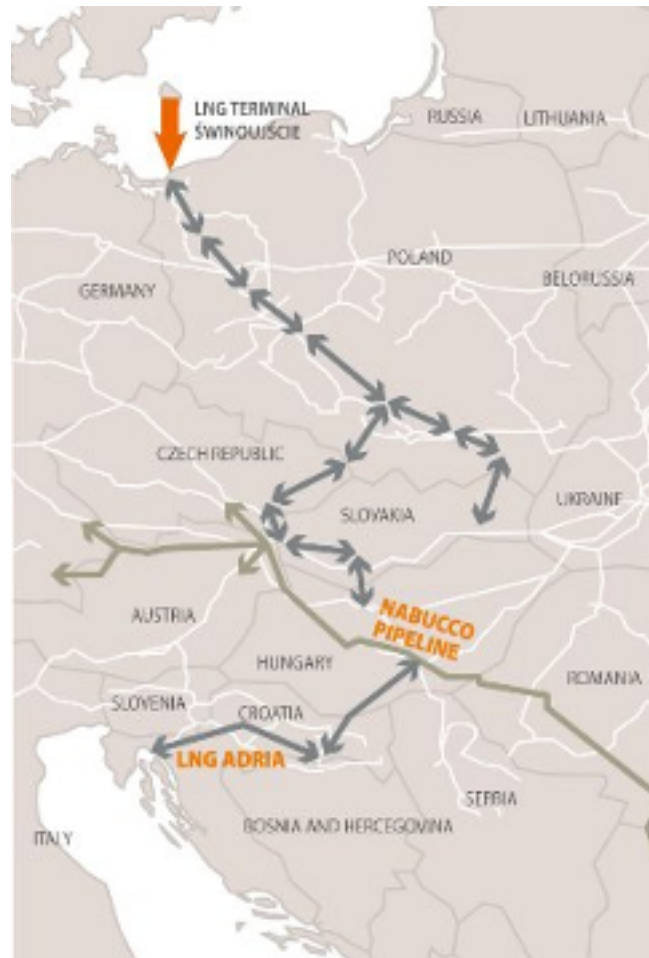 LNG TERMINAL
ŚWINOUJŚCIE
RUSSIA
LITHUANIA
POLAND
BELORUSSIA
GERMANY
CZECH REPUBLIC
UKRAINE
SLOVAKIA
AUSTRIA
NABUCCO
PIPELINE
HUNGARY
ROMANIA
SLOVENIA
CROATIA
LNG ADRIA
SERBIA
BOSNIA AND HERCEGOVINA
ITALY